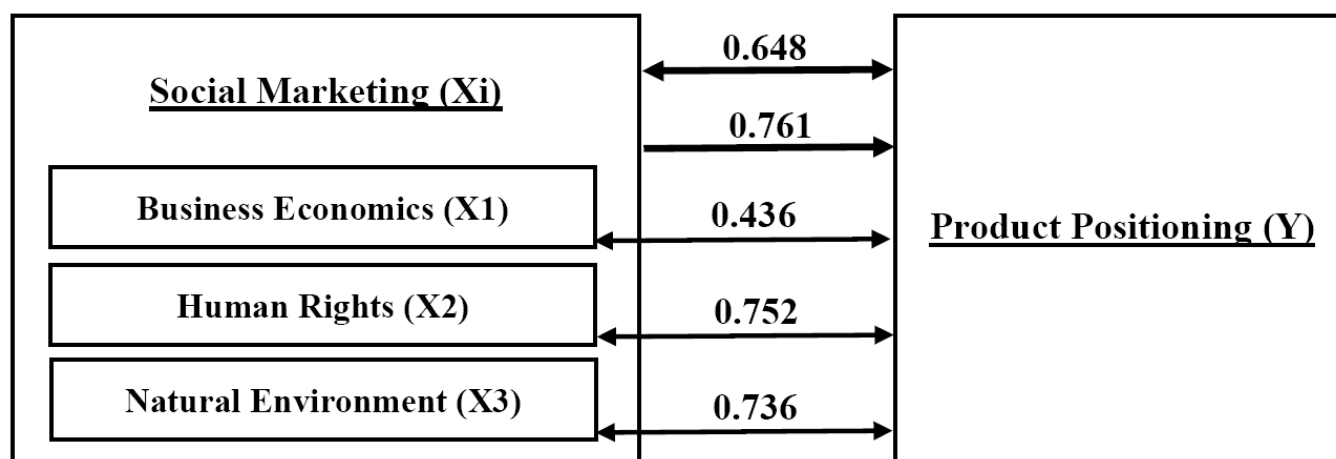 0.648
Social Marketing (Xi)
0.761
Business Economics (X1)
0.436
Product Positioning (Y)
Human Rights (X2)
0.752
Natural Environment (X3)
0.736